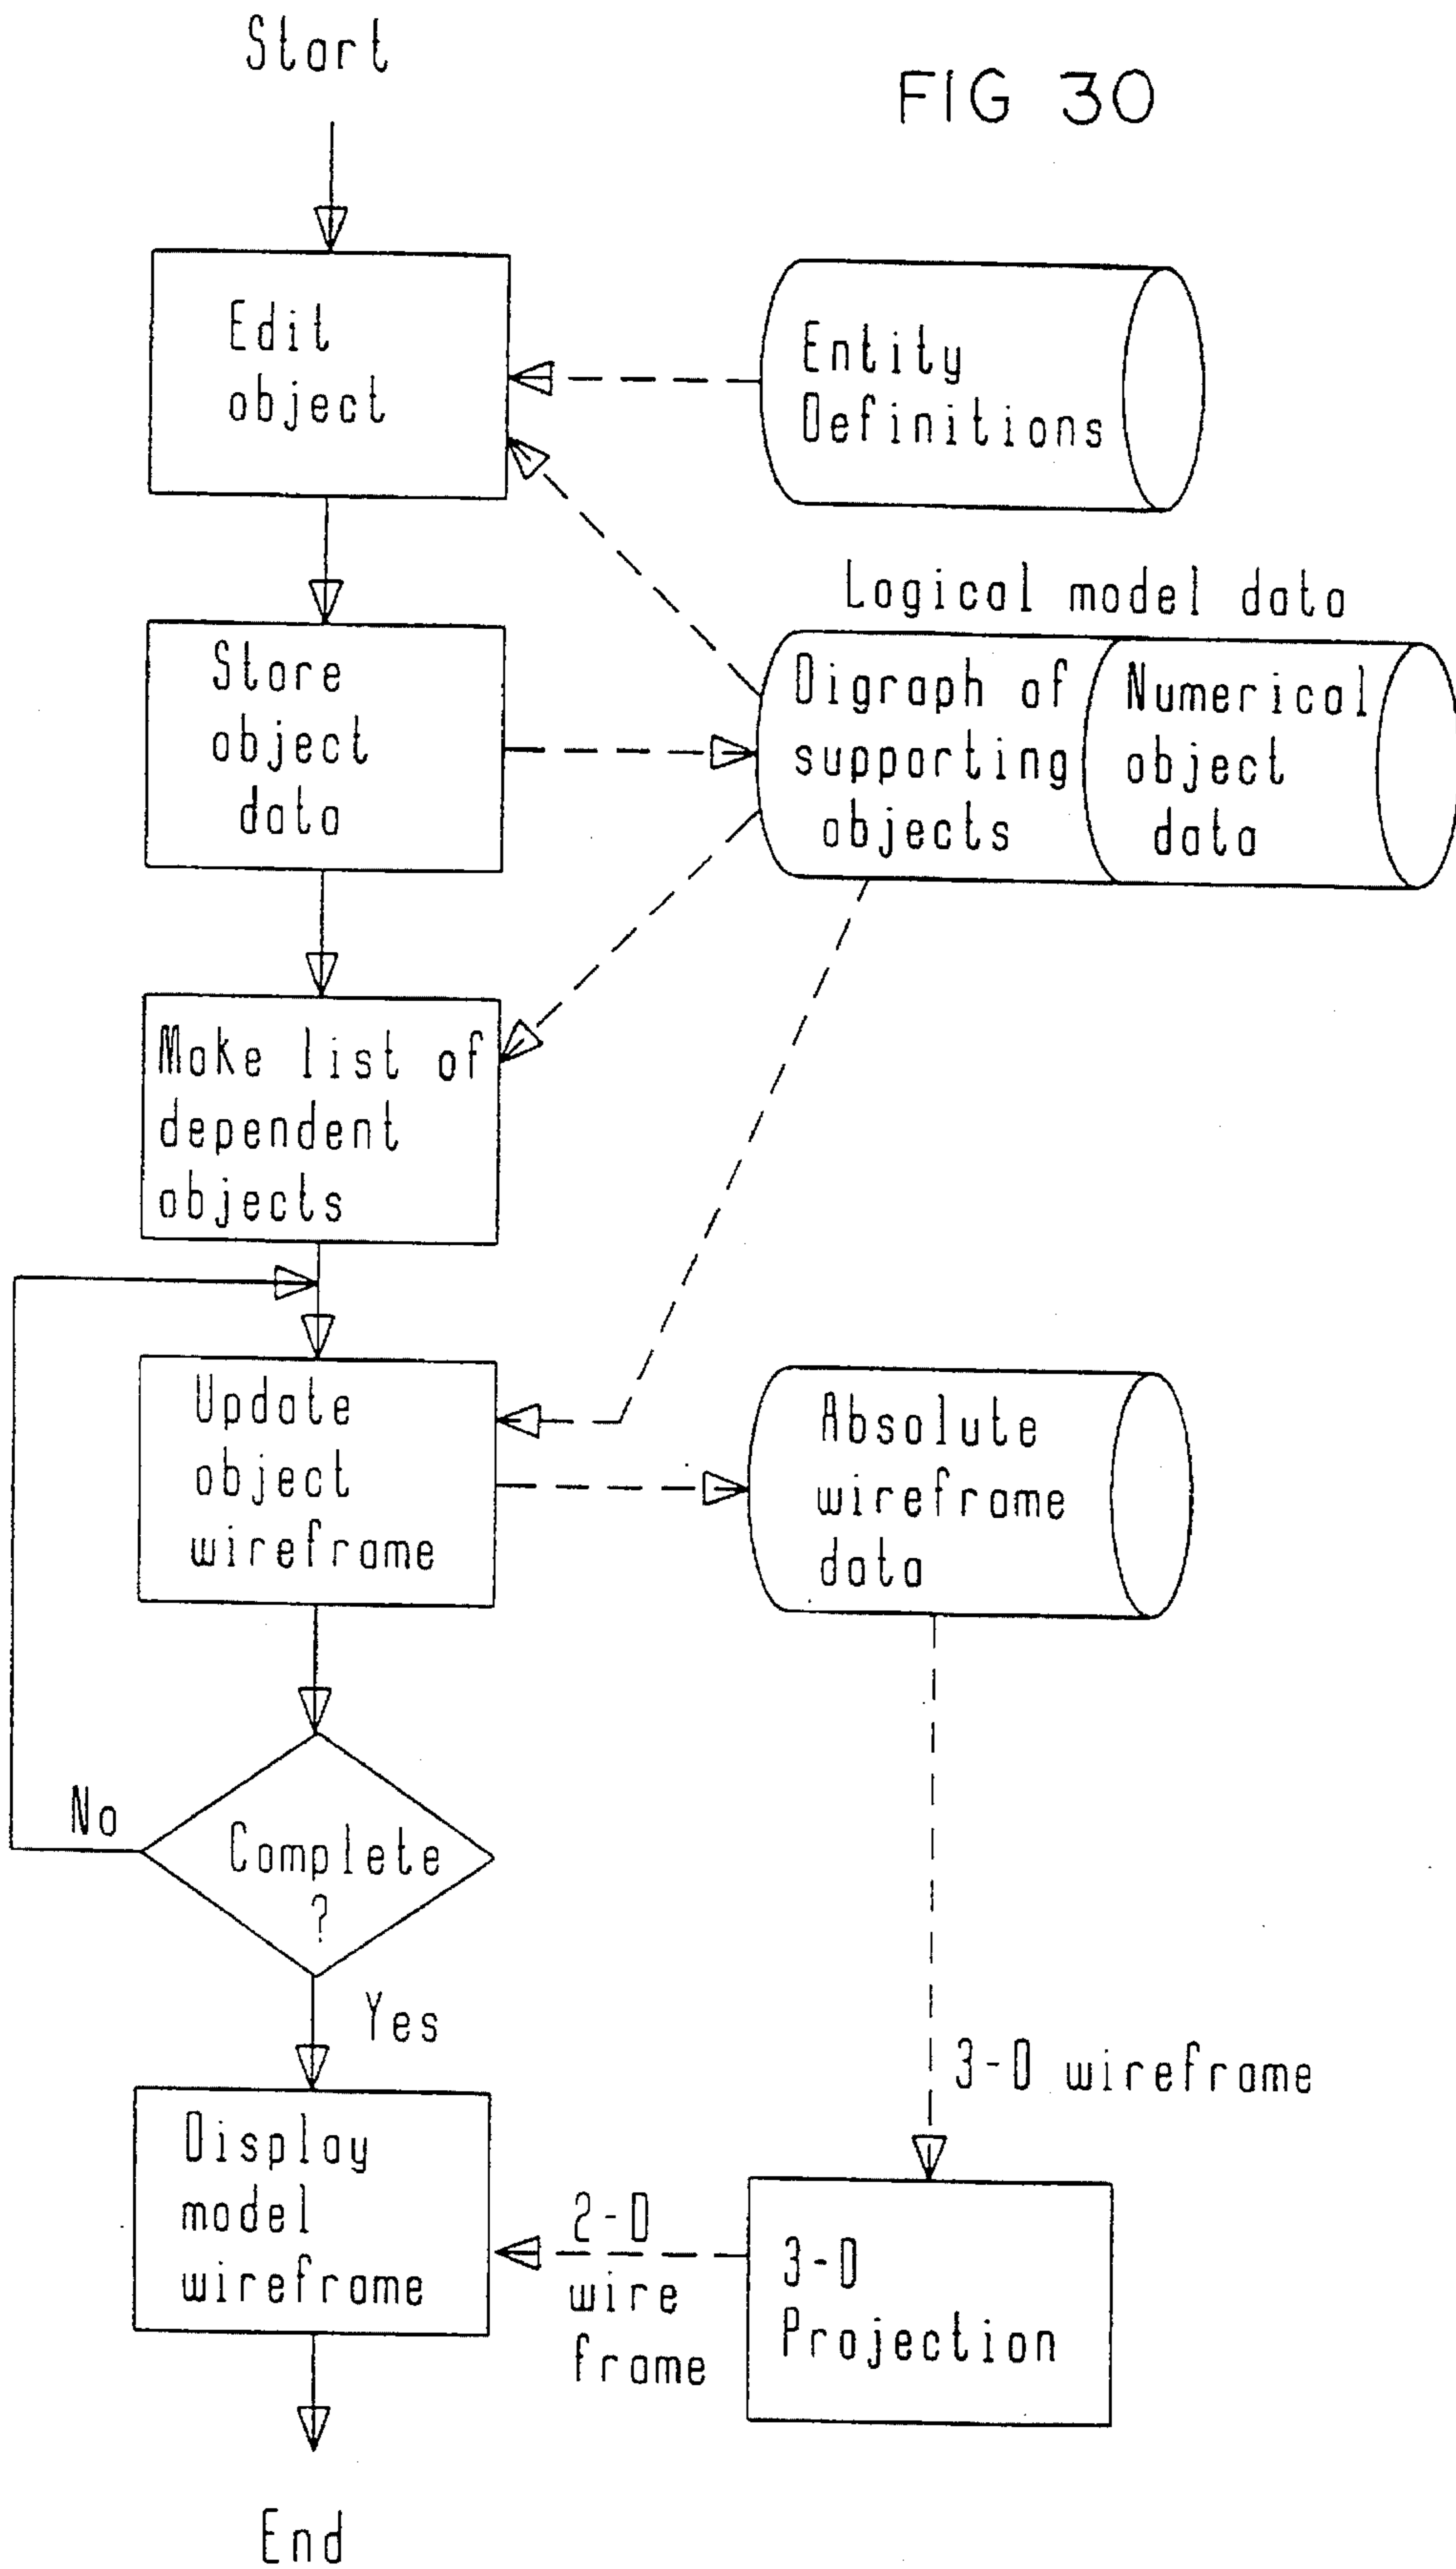 Start
FIG 30
Edit
object
Entity
Definitions
Logical model data
Store
object
data
Digraph of
supporting
objects
Numerical
object
data
Make list of
dependent
objects
Update
object
wireframe
Absolute
wireframe
data
No
Complete
?
Yes
3-D wireframe
Display
model
wireframe
2-D
wire
frame
3-D
Projection
End